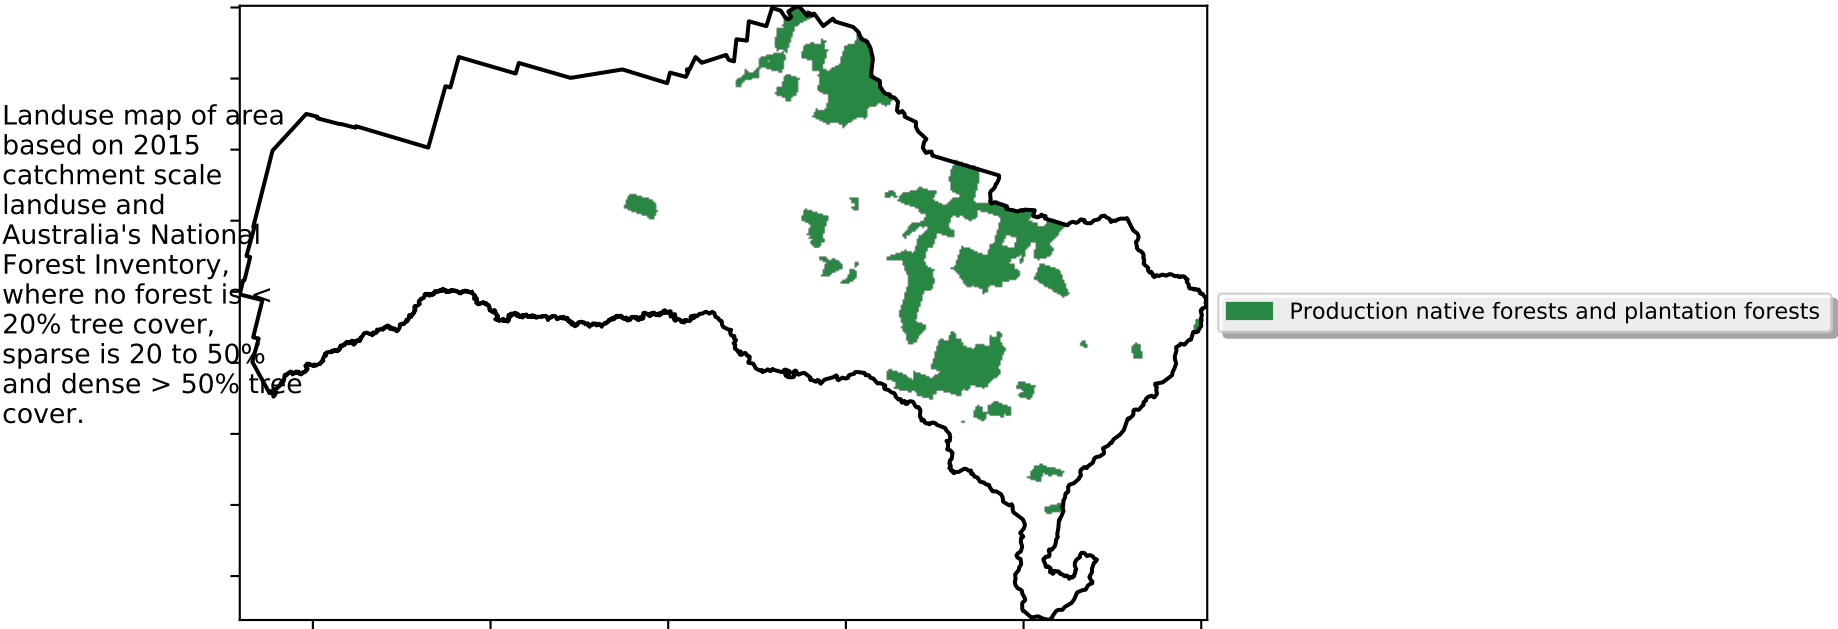 Landuse map of area
based on 2015
catchment scale
landuse and
Australia's National
Forest Inventory,
where no forest is <
20% tree cover,
sparse is 20 to 50%
and dense > 50% tree
cover.
Production native forests and plantation forests